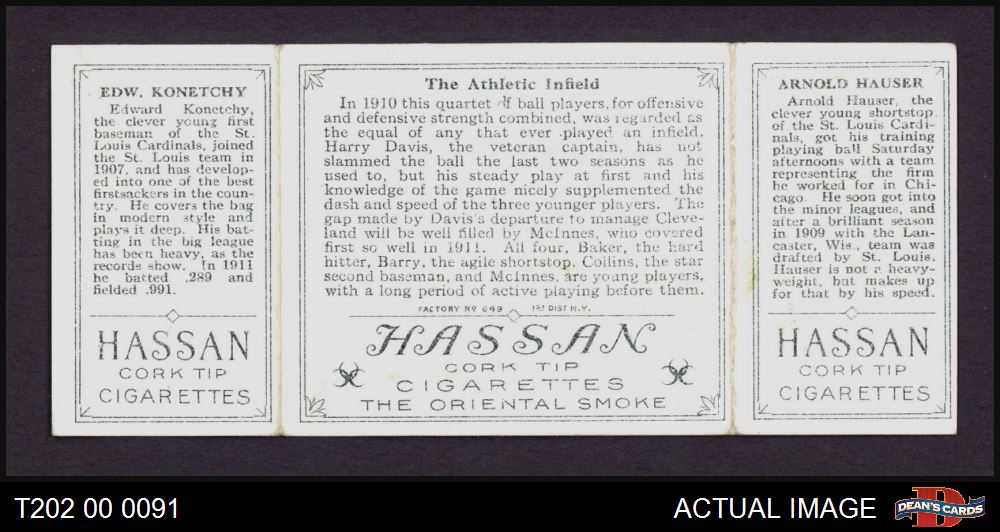 EDW. KONETCHY
Edward Konetchy,
the clever young first
baseman of the St.
Louis Cardinals, joined
the St. Louis team in
1907, and has develop-
ed into one of the best
firstsackers in the coun-
try. He covers the bag
in modern style and
plays it deep. His bat-
ting in the big league
has been heavy, as the
records show. In 1911
he batted .289 and
fielded .991.
HASSAN
CORK TIP
CIGARETTES
The Athletic Infield
In 1910 this quartet of ball players, for offensive
and defensive strength combined, was regarded as
the equal of any that ever played an infield.
Harry Davis, the veteran captain, has not
slammed the ball the last two seasons as he
used to, but his steady play at first and his
knowledge of the game nicely supplemented the
dash and speed of the three younger players. The
gap made by Davis's departure to manage Cleve-
land will be well filled by McInnes, who covered
first so well in 1911. All four, Baker, the hard
hitter, Barry, the agile shortstop, Collins, the star
second baseman, and McInnes, are young players,
with a long period of active playing before them.
FACTORY Nº 649 1ST DIST N.Y.
HASSAN
CORK TIP
CIGARETTES
THE ORIENTAL SMOKE
ARNOLD HAUSER
Arnold Hauser, the
clever young shortstop
of the St. Louis Cardi-
nals, got his training
playing ball Saturday
afternoons with a team
representing the firm
he worked for in Chi-
cago. He soon got into
the minor leagues, and
after a brilliant season
in 1909 with the Lan-
caster, Wis., team was
drafted by St. Louis.
Hauser is not a heavy-
weight, but makes up
for that by his speed.
HASSAN
CORK TIP
CIGARETTES
T202 00 0091
ACTUAL IMAGE
DEAN'S CARDS